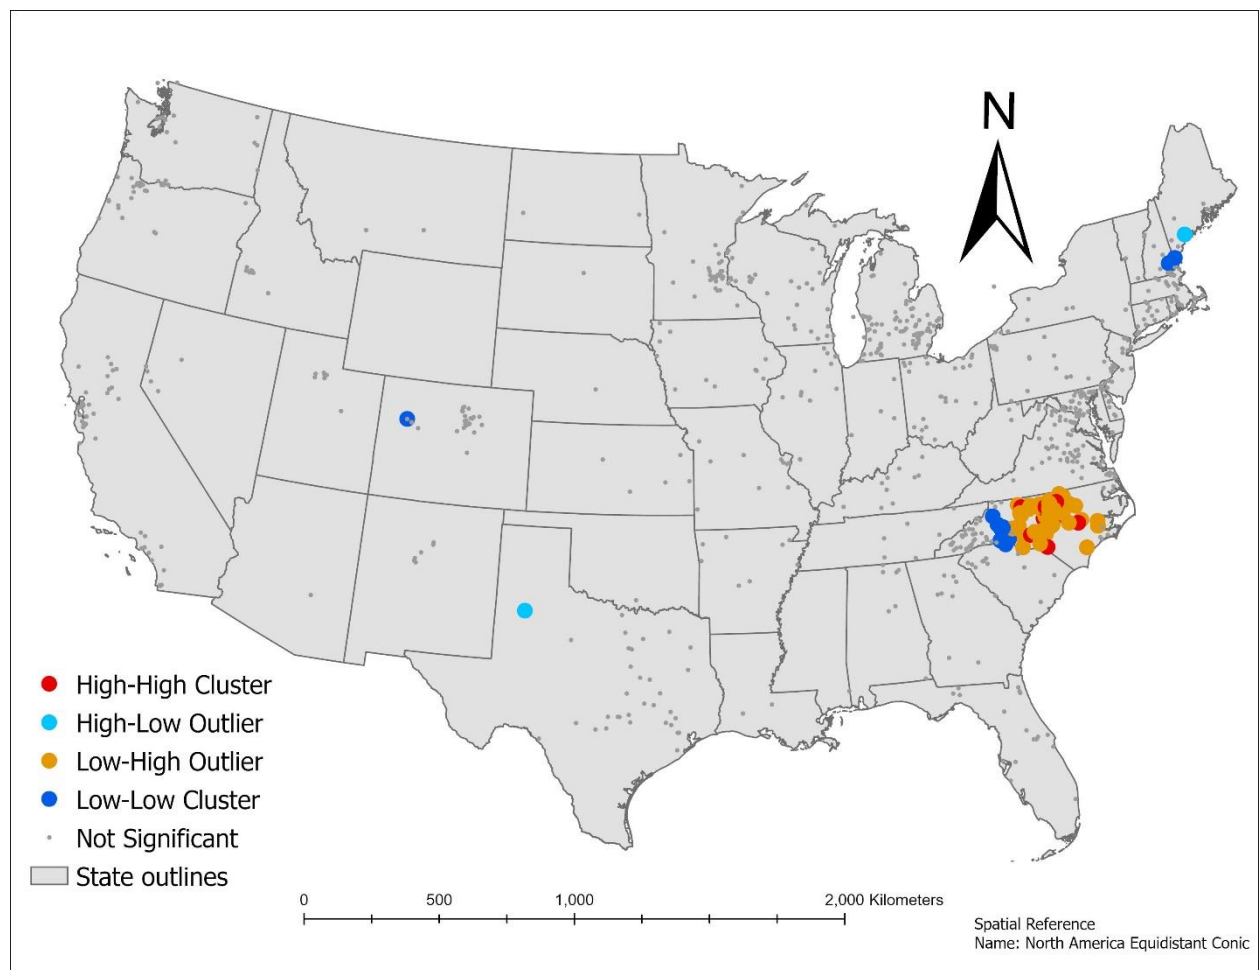 N
High-High Cluster
High-Low Outlier
Low-High Outlier
Low-Low Cluster
Not Significant
State outlines
0 500 1,000 2,000 Kilometers
Spatial Reference
Name: North America Equidistant Conic